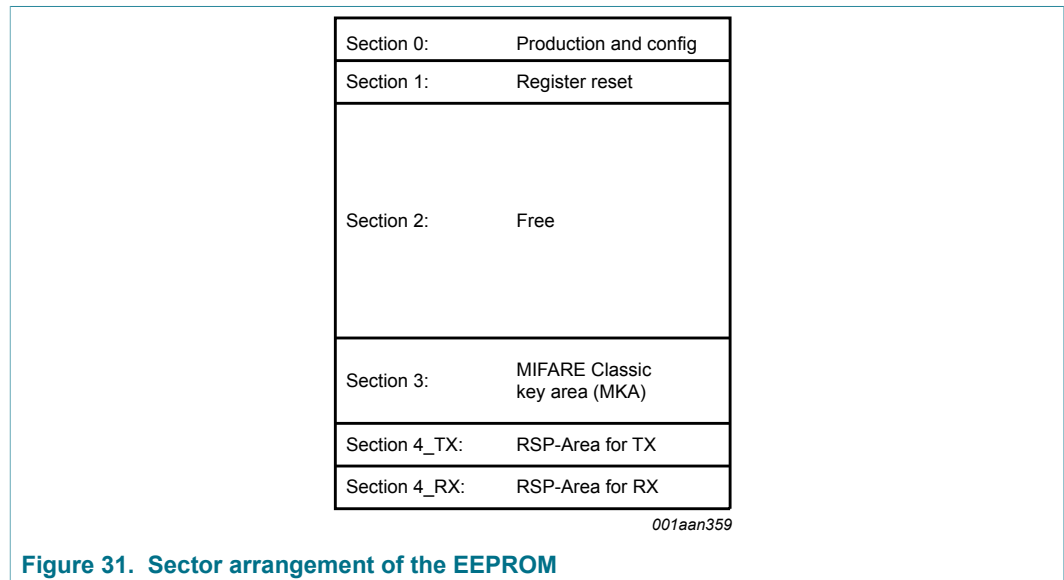 Section 0: Production and config
Section 1: Register reset
Section 2: Free
Section 3: MIFARE Classic
key area (MKA)
Section 4_TX: RSP-Area for TX
Section 4_RX: RSP-Area for RX
001aan359
Figure 31. Sector arrangement of the EEPROM